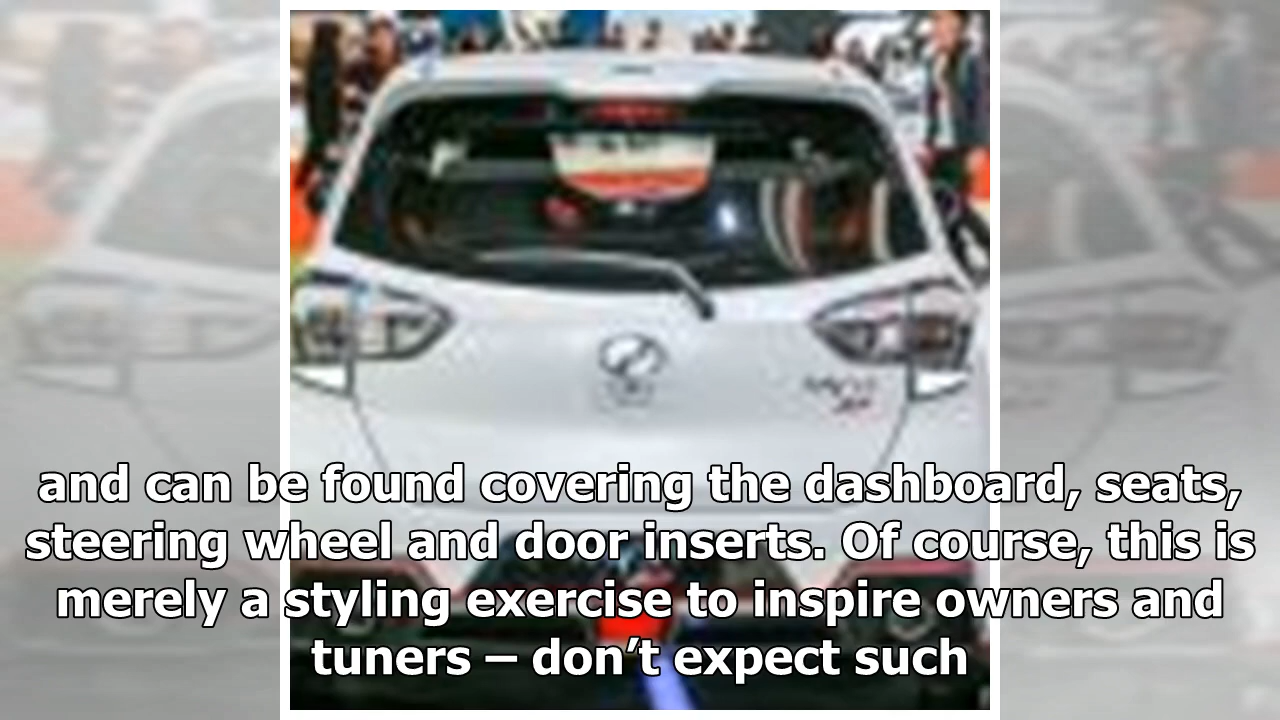 and can be found covering the dashboard, seats,
steering wheel and door inserts. Of course, this is
merely a styling exercise to inspire owners and
tuners – don’t expect such